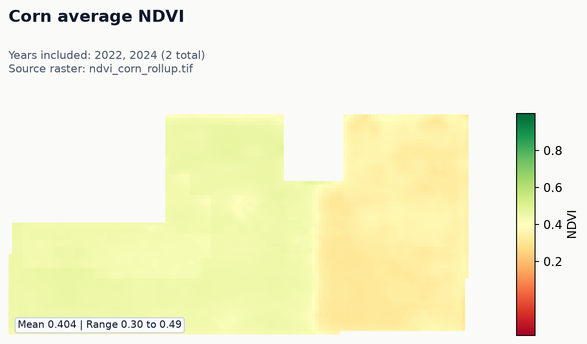 Corn average NDVI
Years included: 2022, 2024 (2 total)
Source raster: ndvi_corn_rollup.tif
0.8
0.6
0.4
0.2
NDVI
Mean 0.404 | Range 0.30 to 0.49